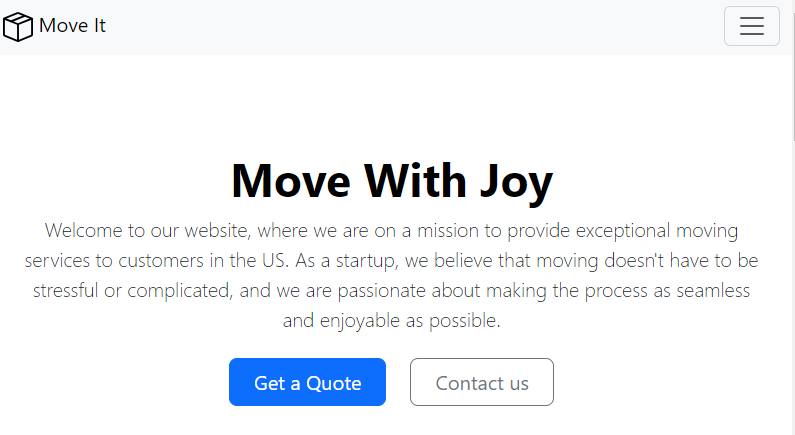 Move It
Move With Joy
Welcome to our website, where we are on a mission to provide exceptional moving
services to customers in the US. As a startup, we believe that moving doesn't have to be
stressful or complicated, and we are passionate about making the process as seamless
and enjoyable as possible.
Get a Quote
Contact us